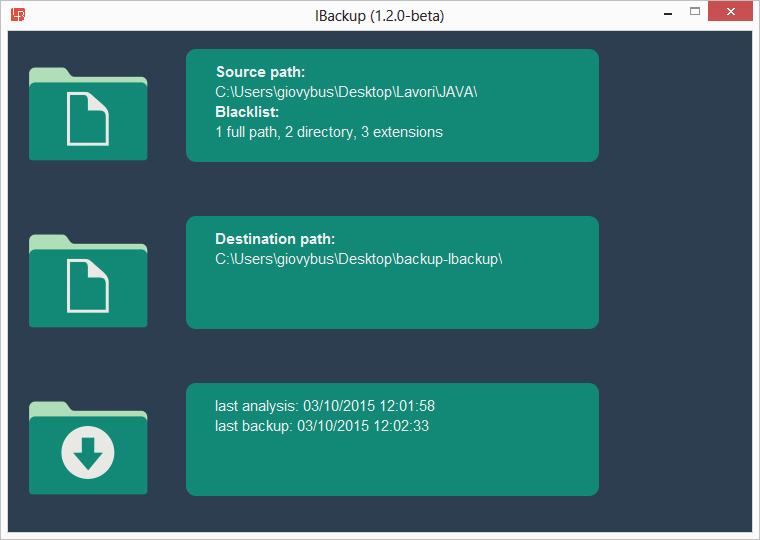 lBackup (1.2.0-beta)
Source path:
C:\Users\giovybus\Desktop\Lavori\JAVA\
Blacklist:
1 full path, 2 directory, 3 extensions
Destination path:
C:\Users\giovybus\Desktop\backup-lbackup\
last analysis: 03/10/2015 12:01:58
last backup: 03/10/2015 12:02:33